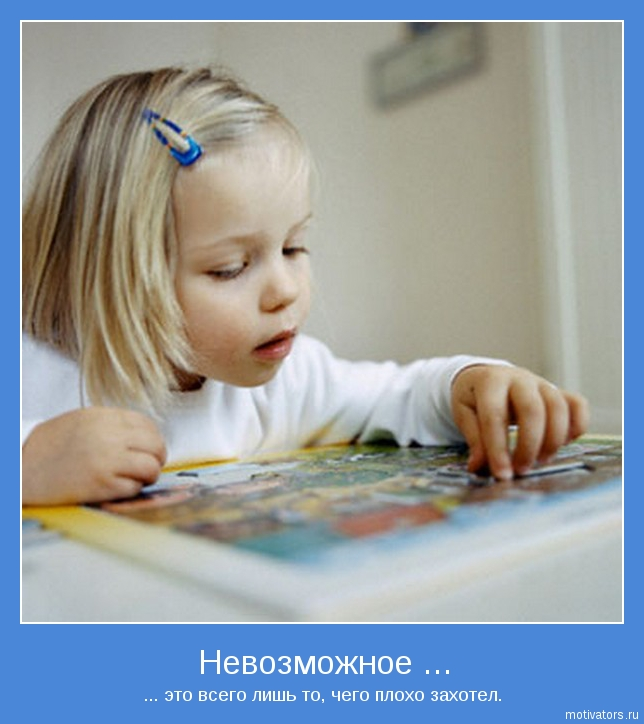 Невозможное ...
... это всего лишь то, чего плохо захотел.
motivators.ru